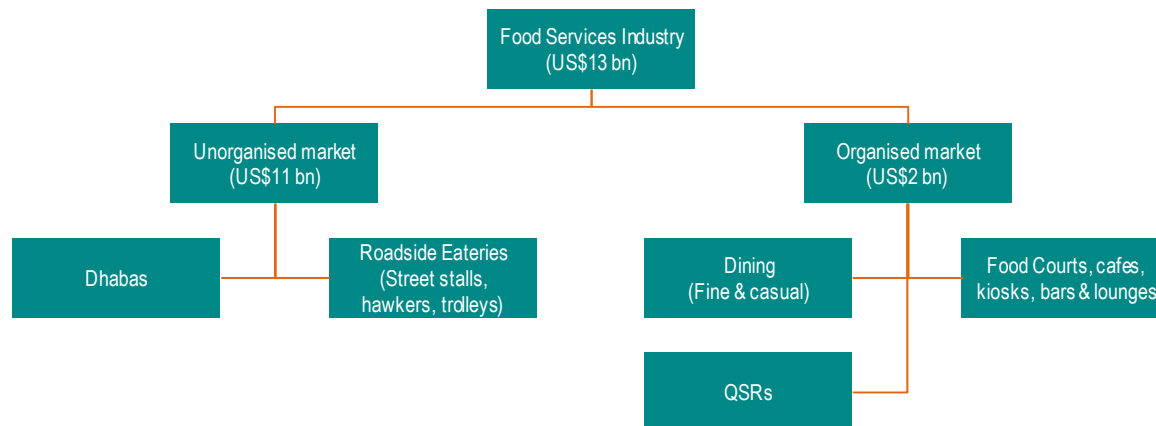 Food Services Industry
(US$13 bn)
Unorganised market
(US$11 bn)
Organised market
(US$2 bn)
Dhabas
Roadside Eateries
(Street stalls,
hawkers, trolleys)
Dining
(Fine & casual)
Food Courts, cafes,
kiosks, bars & lounges
QSRs